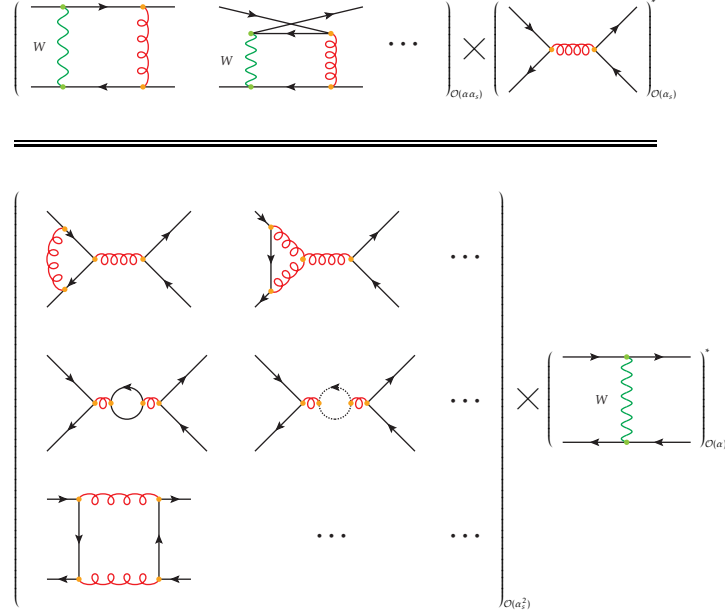 W W ··· × * 𝒪(αα_s) 𝒪(α_s)
···
··· × * W 𝒪(α)
··· ··· 𝒪(α_s^2)